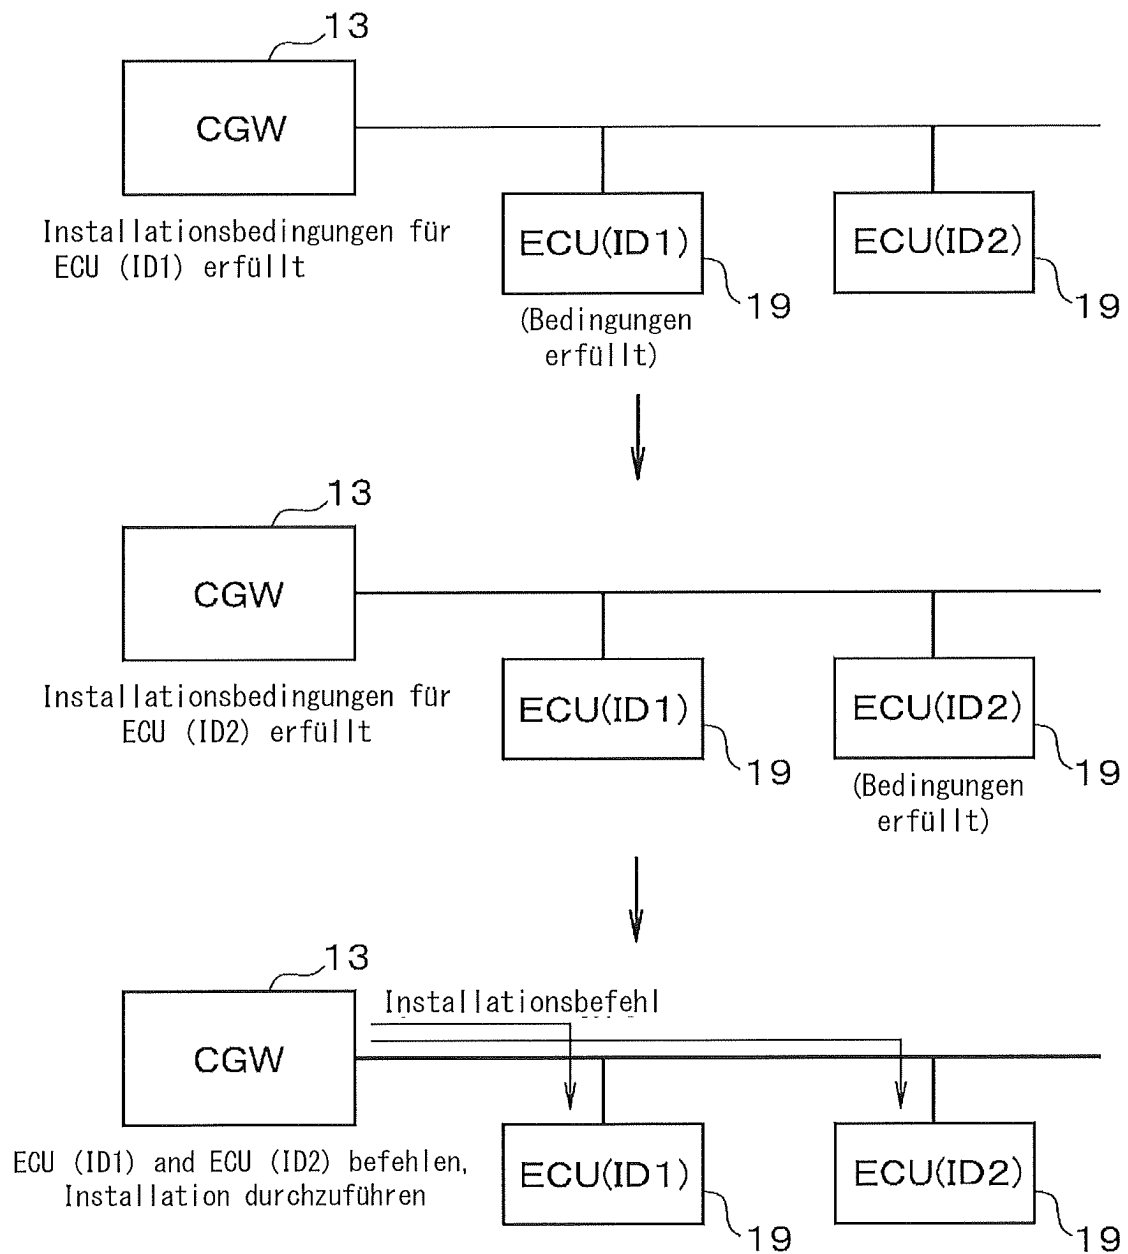 13
CGW
Installationsbedingungen für
ECU (ID1) erfüllt
ECU(ID1)
19
ECU(ID2)
19
(Bedingungen
erfüllt)
13
CGW
Installationsbedingungen für
ECU (ID2) erfüllt
ECU(ID1)
19
ECU(ID2)
19
(Bedingungen
erfüllt)
13
CGW
Installationsbefehl
ECU (ID1) and ECU (ID2) befehlen,
Installation durchzuführen
ECU(ID1)
19
ECU(ID2)
19